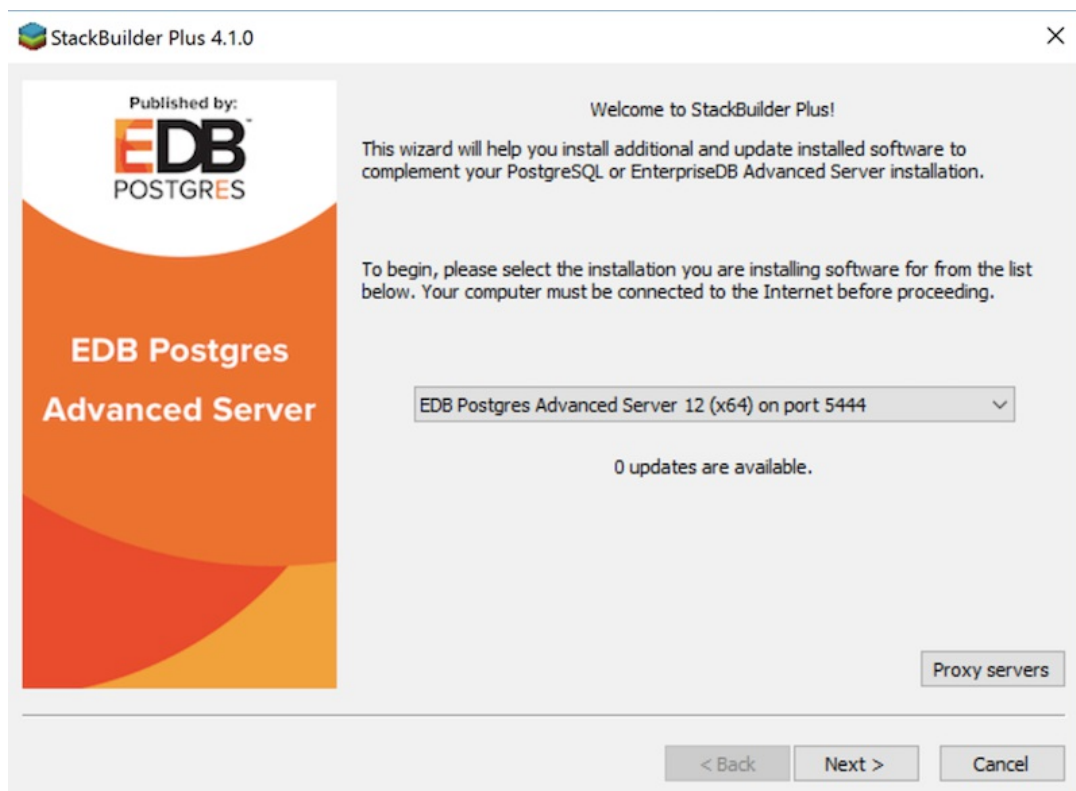 StackBuilder Plus 4.1.0
Published by:
EDB™
POSTGRES
EDB Postgres
Advanced Server
Welcome to StackBuilder Plus!
This wizard will help you install additional and update installed software to
complement your PostgreSQL or EnterpriseDB Advanced Server installation.
To begin, please select the installation you are installing software for from the list
below. Your computer must be connected to the Internet before proceeding.
EDB Postgres Advanced Server 12 (x64) on port 5444
0 updates are available.
Proxy servers
< Back Next > Cancel